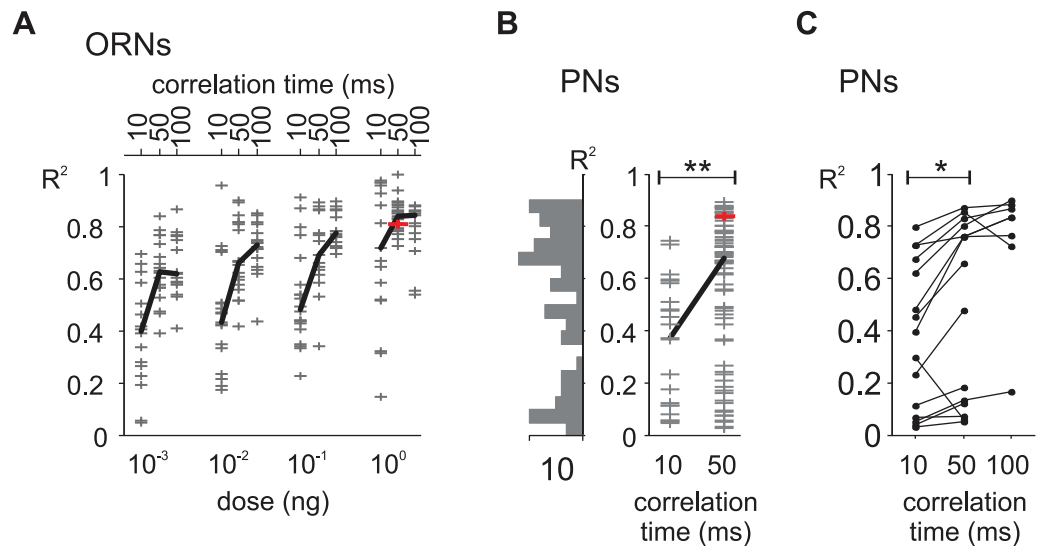 A B C
ORNs PNs PNs
correlation time (ms)
10 50 100 10 50 100 10 50 100 10 50 100
R² R² ** R² *
1 1 1
0.8 0.8 0.8
0.6 0.6 0.6
0.4 0.4 0.4
0.2 0.2 0.2
0 0 0
10⁻³ 10⁻² 10⁻¹ 10⁰ 10 10 50 10 50 100
dose (ng) correlation correlation
time (ms) time (ms)